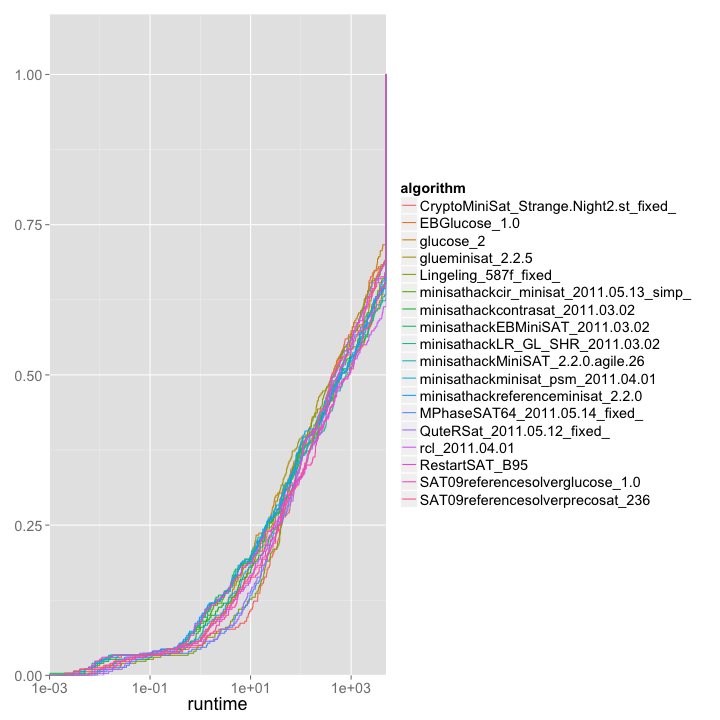 1.00
0.75
0.50
0.25
0.00
1e-03 1e-01 1e+01 1e+03
runtime
algorithm
CryptoMiniSat_Strange.Night2.st_fixed_
EBGlucose_1.0
glucose_2
glueminisat_2.2.5
Lingeling_587f_fixed_
minisathackcir_minisat_2011.05.13_simp_
minisathackcontrasat_2011.03.02
minisathackEBMiniSAT_2011.03.02
minisathackLR_GL_SHR_2011.03.02
minisathackMiniSAT_2.2.0.agile.26
minisathackminisat_psm_2011.04.01
minisathackreferenceminisat_2.2.0
MPhaseSAT64_2011.05.14_fixed_
QuteRSat_2011.05.12_fixed_
rcl_2011.04.01
RestartSAT_B95
SAT09referencesolverglucose_1.0
SAT09referencesolverprecosat_236